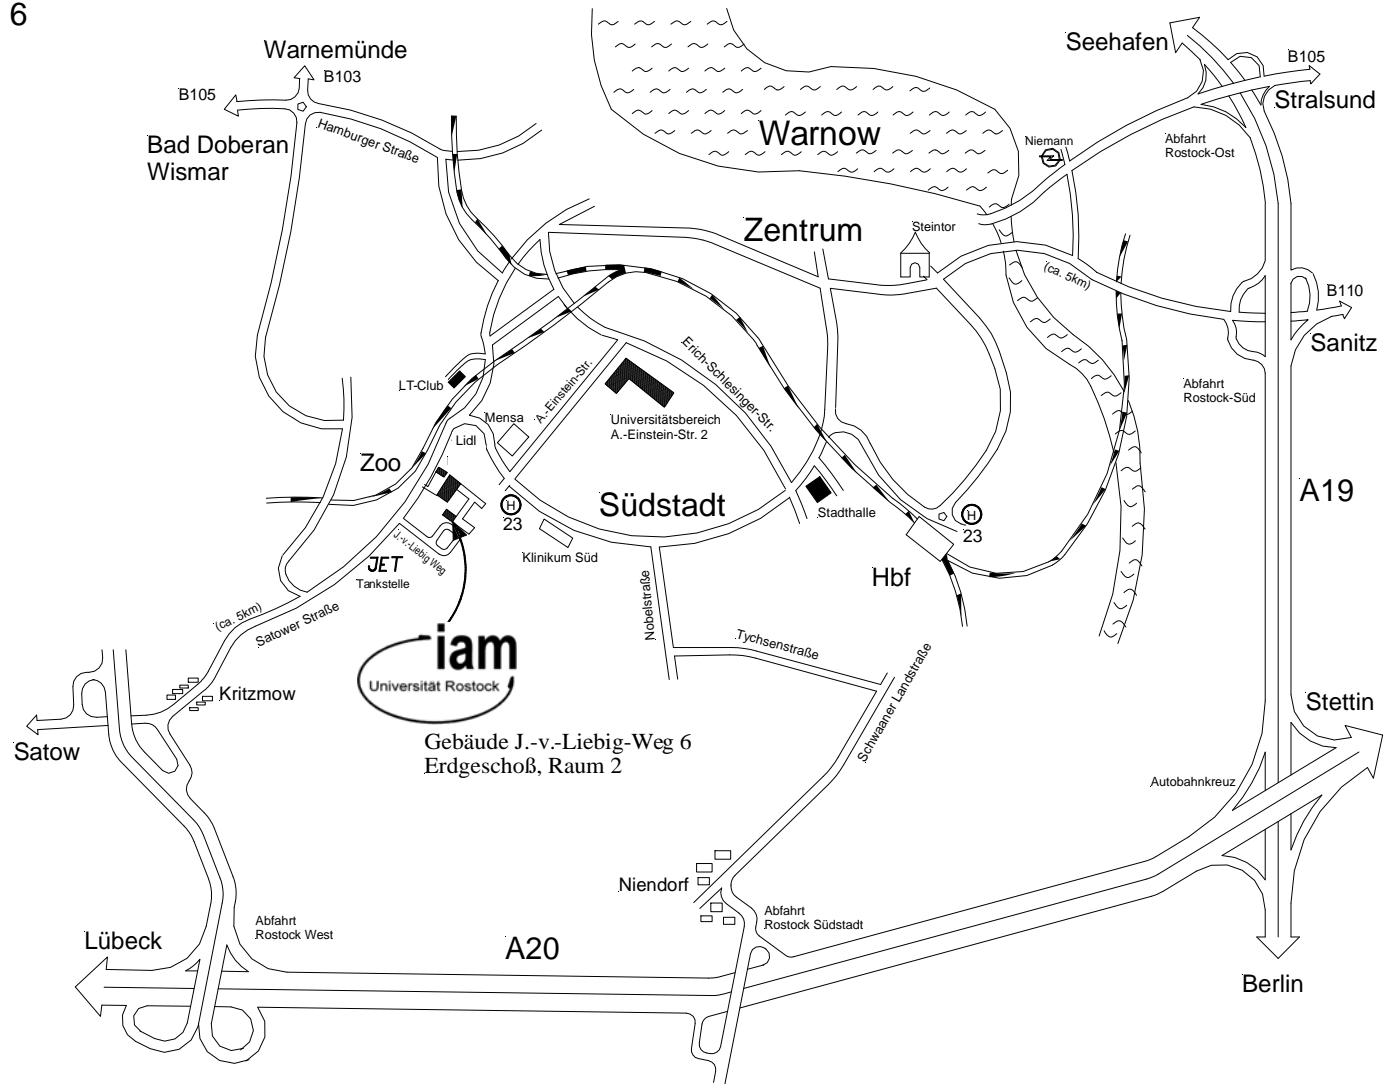 6
Warnemünde
B103
B105
Bad Doberan
Wismar
Hamburger Straße
Warnow
Seehafen
B105
Stralsund
Abfahrt
Rostock-Ost
Niemann
Zentrum
Steintor
(ca. 5km)
B110
Sanitz
Abfahrt
Rostock-Süd
LT-Club
Mensa
A.-Einstein-Str.
Erich-Schlesinger-Str.
Universitätsbereich
A.-Einstein-Str. 2
Lidl
Zoo
H
23
Südstadt
Stadthalle
H
23
A19
Klinikum Süd
J.-v.-Liebig Weg
JET
Tankstelle
Hbf
Nobelstraße
(ca. 5km)
Satower Straße
iam
Universität Rostock
Tychsenstraße
Schwaaner Landstraße
Kritzmow
Satow
Gebäude J.-v.-Liebig-Weg 6
Erdgeschoß, Raum 2
Stettin
Autobahnkreuz
Niendorf
Abfahrt
Rostock West
Abfahrt
Rostock Südstadt
Lübeck
A20
Berlin